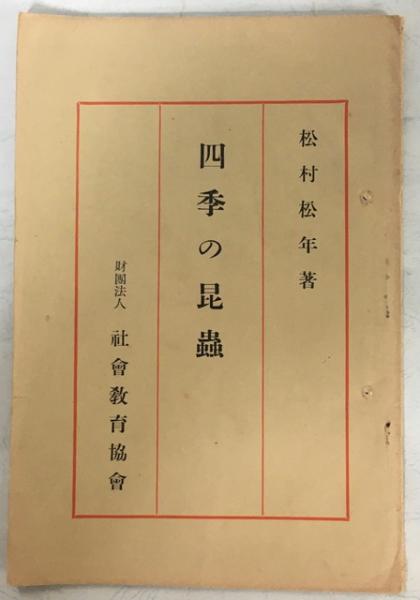 松村松年著
四季の昆蟲
財團法人 社會教育協會